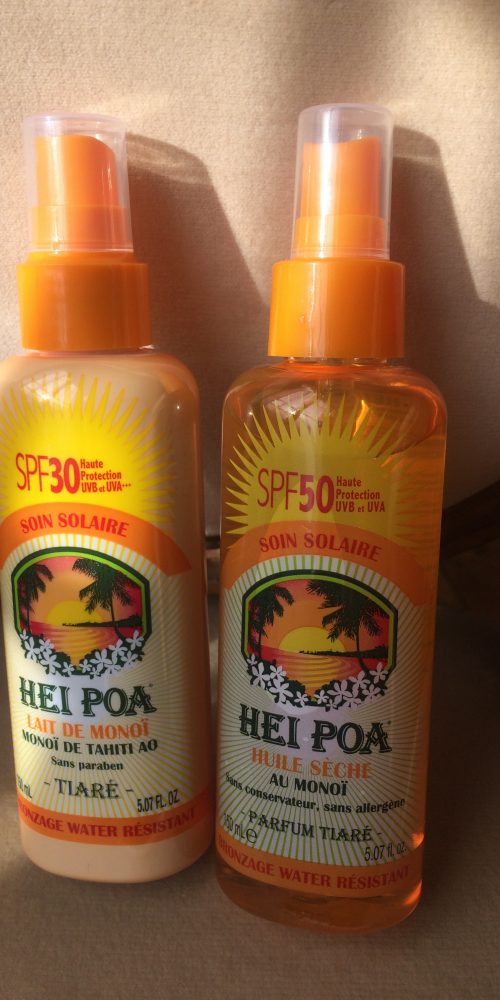 SPF30 Haute
Protection
UVB et UVA***
SOIN SOLAIRE
HEI POA
LAIT DE MONOÏ
MONOÏ DE TAHITI AO
Sans paraben
- TIARÉ -
mL
5.07 FL. OZ
BRONZAGE WATER RÉSISTANT
SPF50 Haute
Protection
UVB et UVA
SOIN SOLAIRE
HEI POA®
HUILE SÈCHE
AU MONOÏ
Sans conservateur, sans allergène
- PARFUM TIARÉ -
150 mL ℮
5.07 fl. oz.
BRONZAGE WATER RÉSISTANT